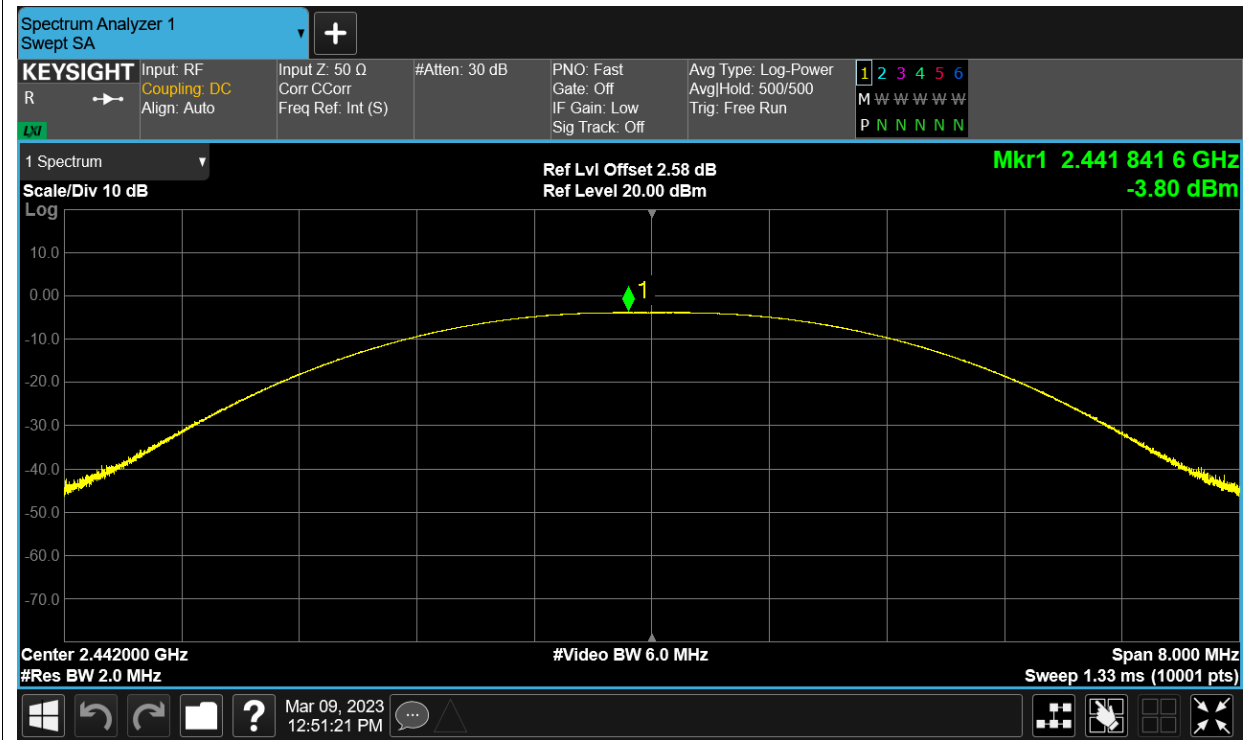 Spectrum Analyzer 1
Swept SA
+
KEYSIGHT
R
LXI
Input: RF
Coupling: DC
Align: Auto
Input Z: 50 Ω
Corr CCorr
Freq Ref: Int (S)
#Atten: 30 dB
PNO: Fast
Gate: Off
IF Gain: Low
Sig Track: Off
Avg Type: Log-Power
Avg|Hold: 500/500
Trig: Free Run
1 2 3 4 5 6
M W W W W W
P N N N N N
1 Spectrum
Scale/Div 10 dB
Ref Lvl Offset 2.58 dB
Ref Level 20.00 dBm
Mkr1 2.441 841 6 GHz
-3.80 dBm
Log
10.0
0.00
-10.0
-20.0
-30.0
-40.0
-50.0
-60.0
-70.0
1
Center 2.442000 GHz
#Res BW 2.0 MHz
#Video BW 6.0 MHz
Span 8.000 MHz
Sweep 1.33 ms (10001 pts)
?
Mar 09, 2023
12:51:21 PM